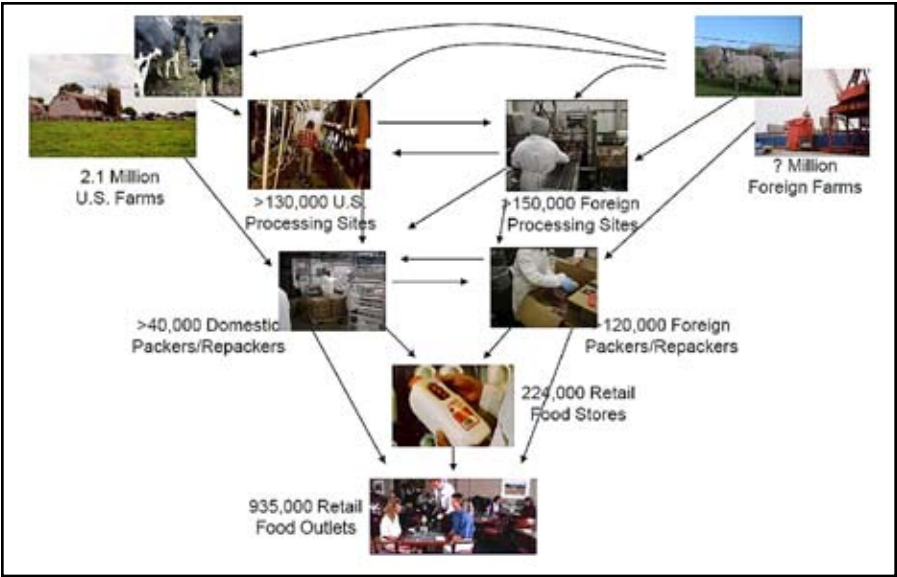 2.1 Million
U.S. Farms
>130,000 U.S.
Processing Sites
>150,000 Foreign
Processing Sites
? Million
Foreign Farms
>40,000 Domestic
Packers/Repackers
>120,000 Foreign
Packers/Repackers
224,000 Retail
Food Stores
935,000 Retail
Food Outlets